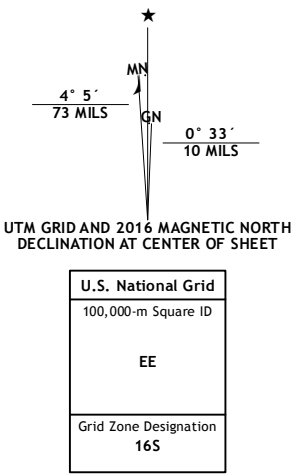 MN
4° 5´
73 MILS
GN
0° 33´
10 MILS
UTM GRID AND 2016 MAGNETIC NORTH
DECLINATION AT CENTER OF SHEET
U.S. National Grid
100,000-m Square ID
EE
Grid Zone Designation
16S